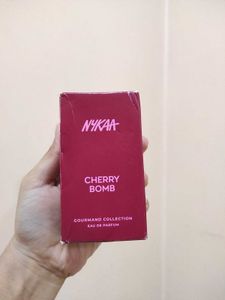 NYKAA
CHERRY
BOMB
GOURMAND COLLECTION
EAU DE PARFUM